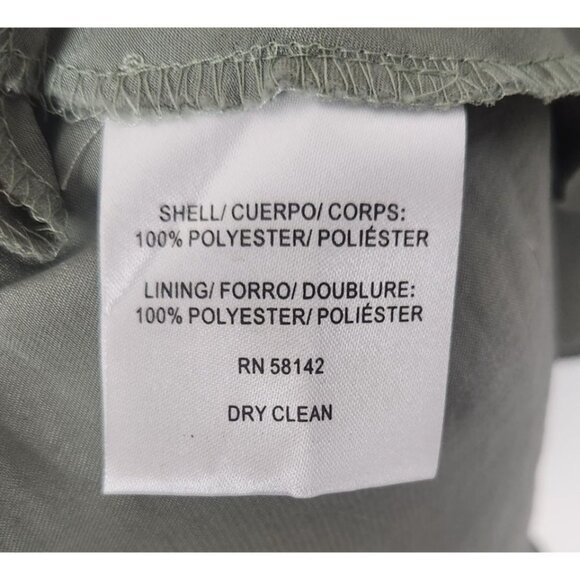 SHELL/ CUERPO/ CORPS:
100% POLYESTER/ POLIÉSTER
LINING/ FORRO/ DOUBLURE:
100% POLYESTER/ POLIÉSTER
RN 58142
DRY CLEAN